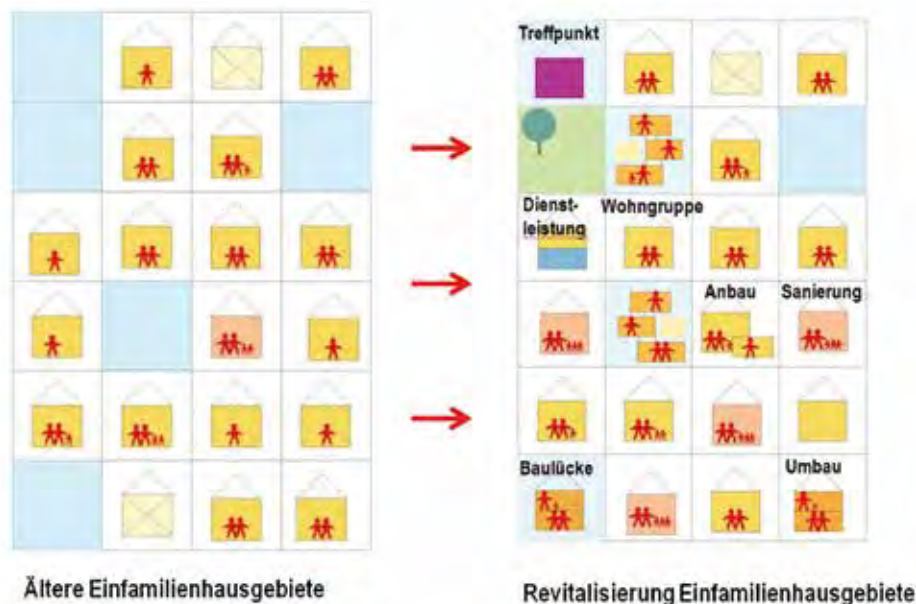 Treffpunkt
Dienst-
leistung
Wohngruppe
Anbau
Sanierung
Baulücke
Umbau
Ältere Einfamilienhausgebiete
Revitalisierung Einfamilienhausgebiete